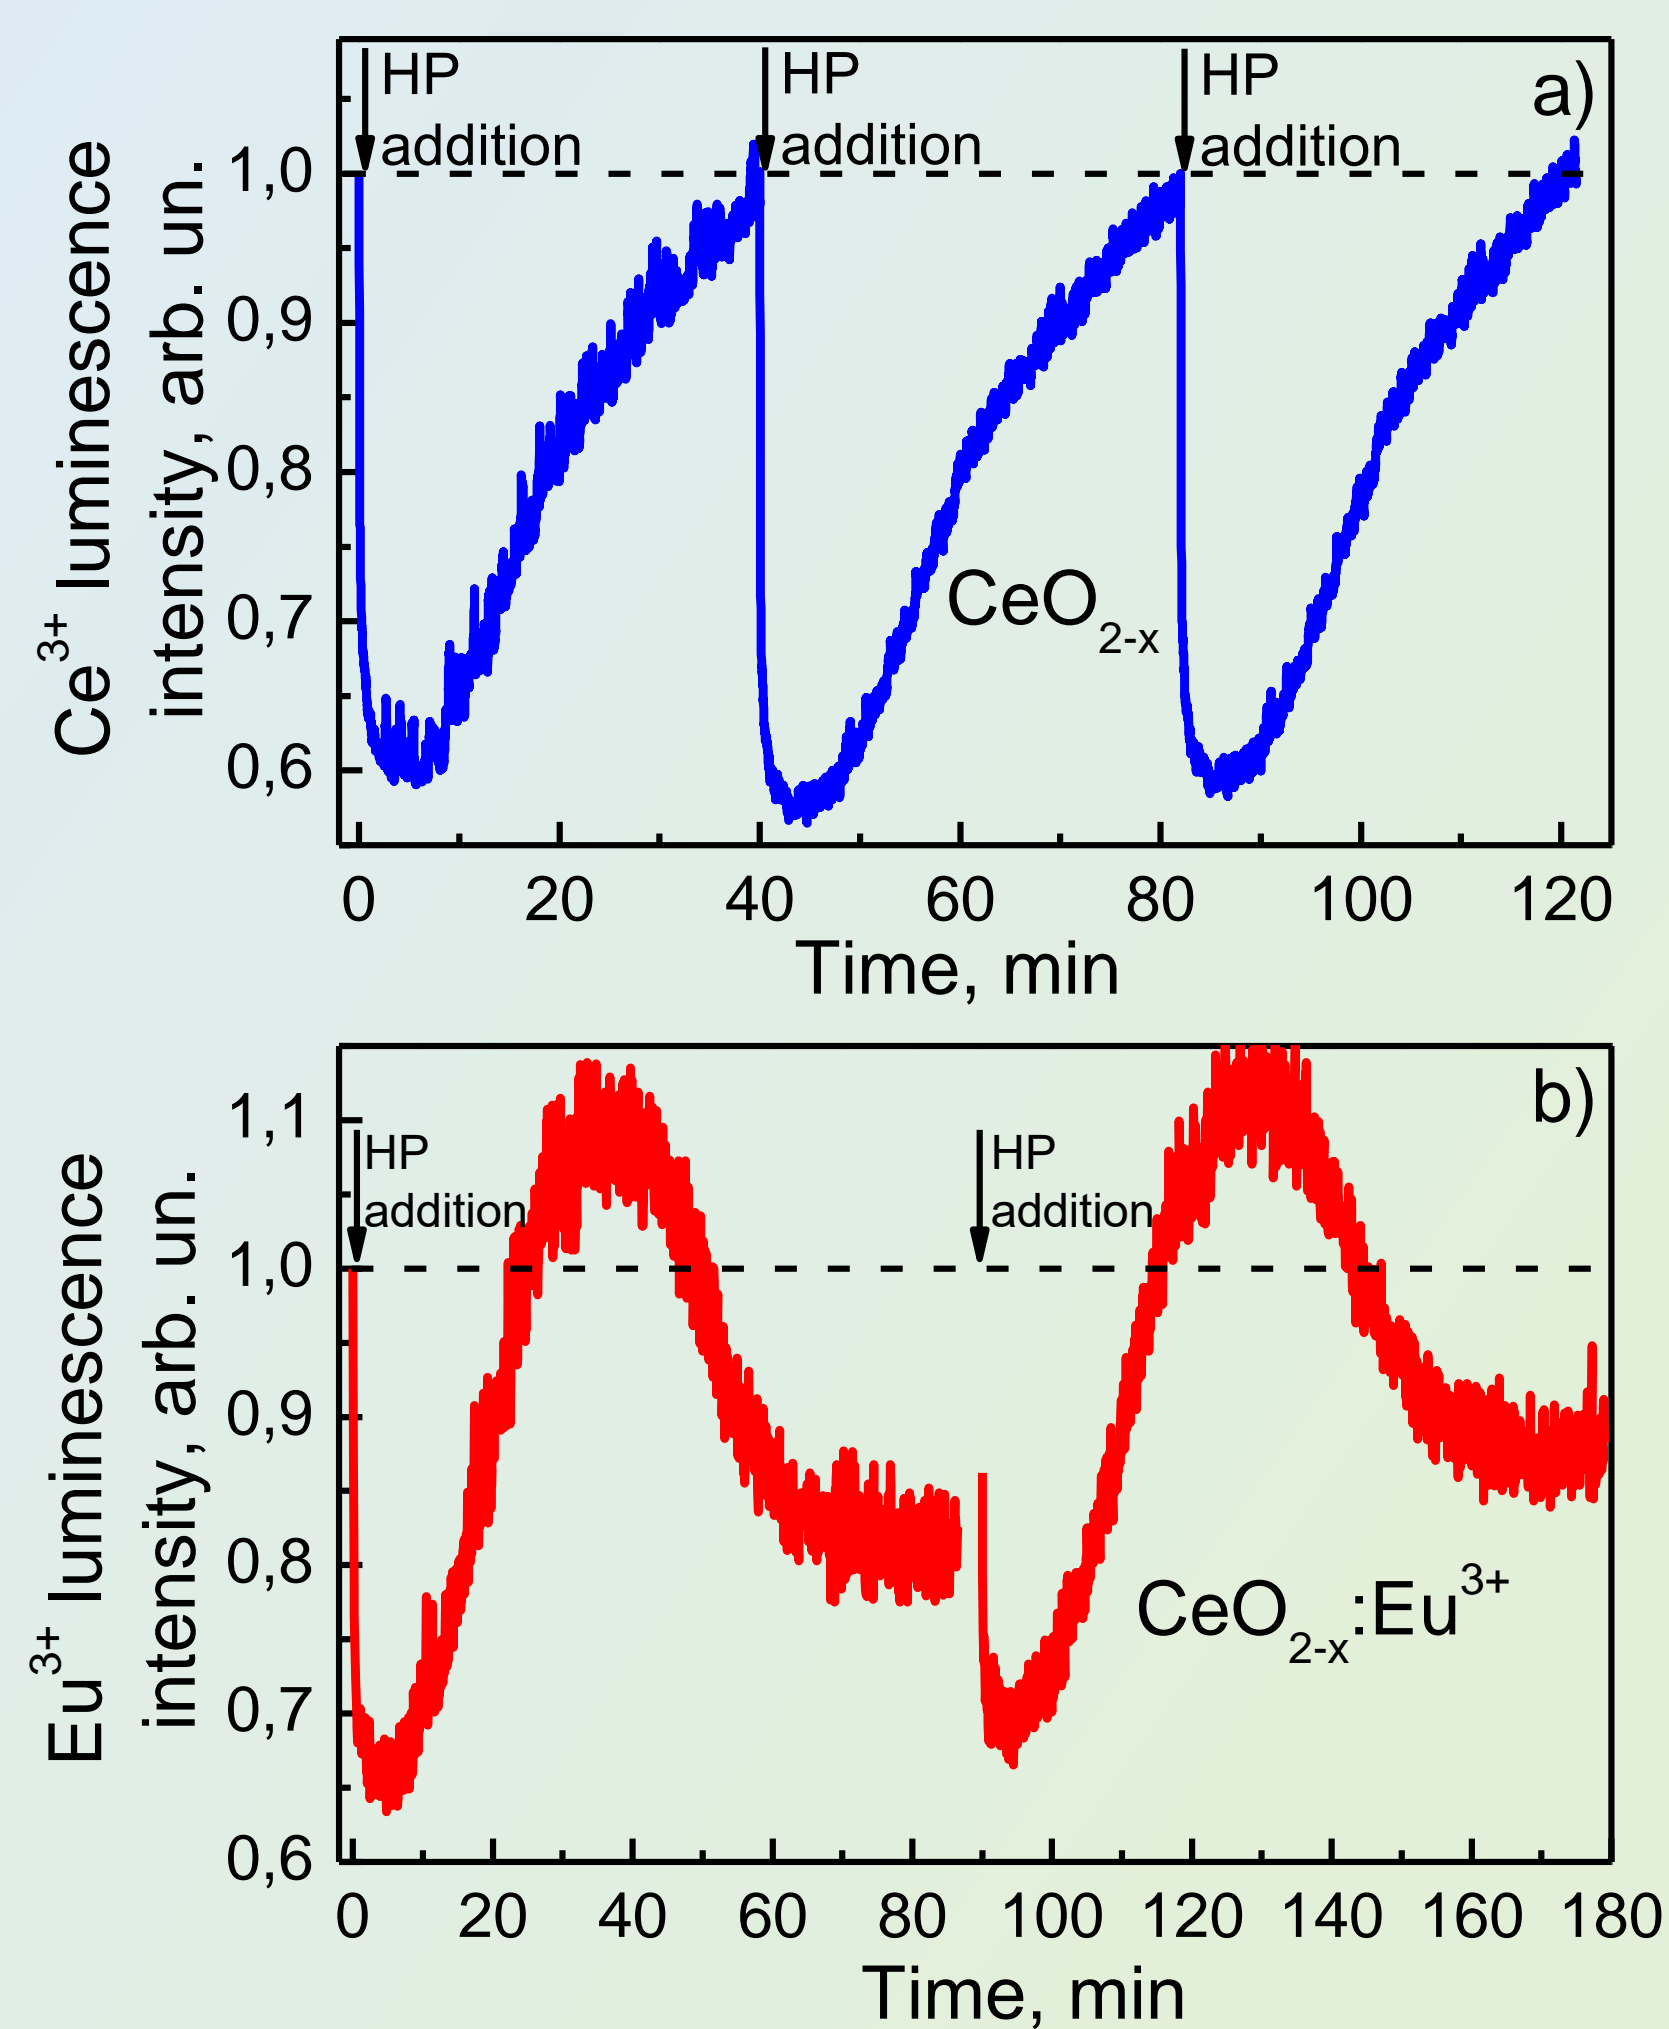 a)
HP
addition
HP
addition
HP
addition
Ce3+ luminescence
intensity, arb. un.
1,0
0,9
0,8
0,7
0,6
CeO2-x
0 20 40 60 80 100 120
Time, min
b)
HP
addition
HP
addition
Eu3+ luminescence
intensity, arb. un.
1,1
1,0
0,9
0,8
0,7
0,6
CeO2-x:Eu3+
0 20 40 60 80 100 120 140 160 180
Time, min